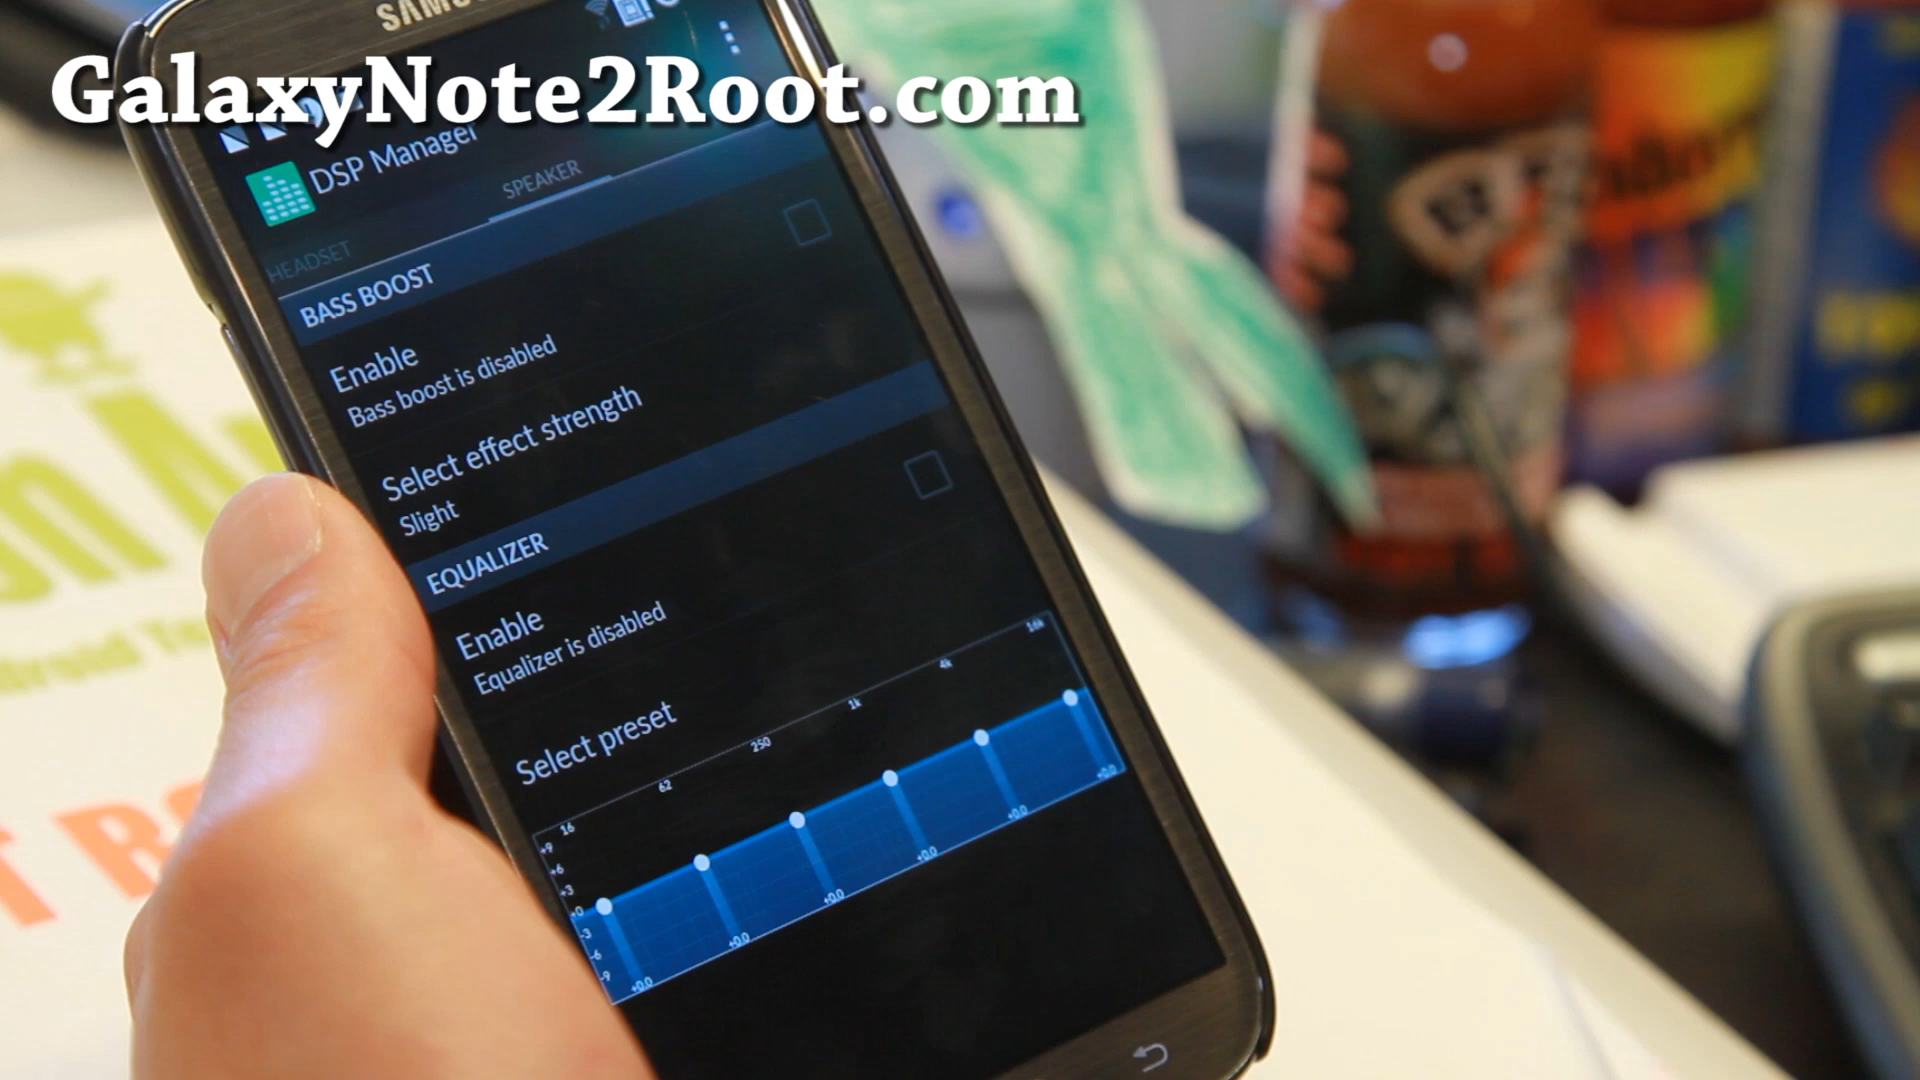 SAMSU
GalaxyNote2Root.com
DSP Manager
HEADSET
SPEAKER
BASS BOOST
Enable
Bass boost is disabled
Select effect strength
Slight
EQUALIZER
Enable
Equalizer is disabled
Select preset
16 62 250 1k 4k 16k
+9
+6
+3
+0
-3
-6
-9
+0.0 +0.0 +0.0 +0.0 +0.0 +0.0